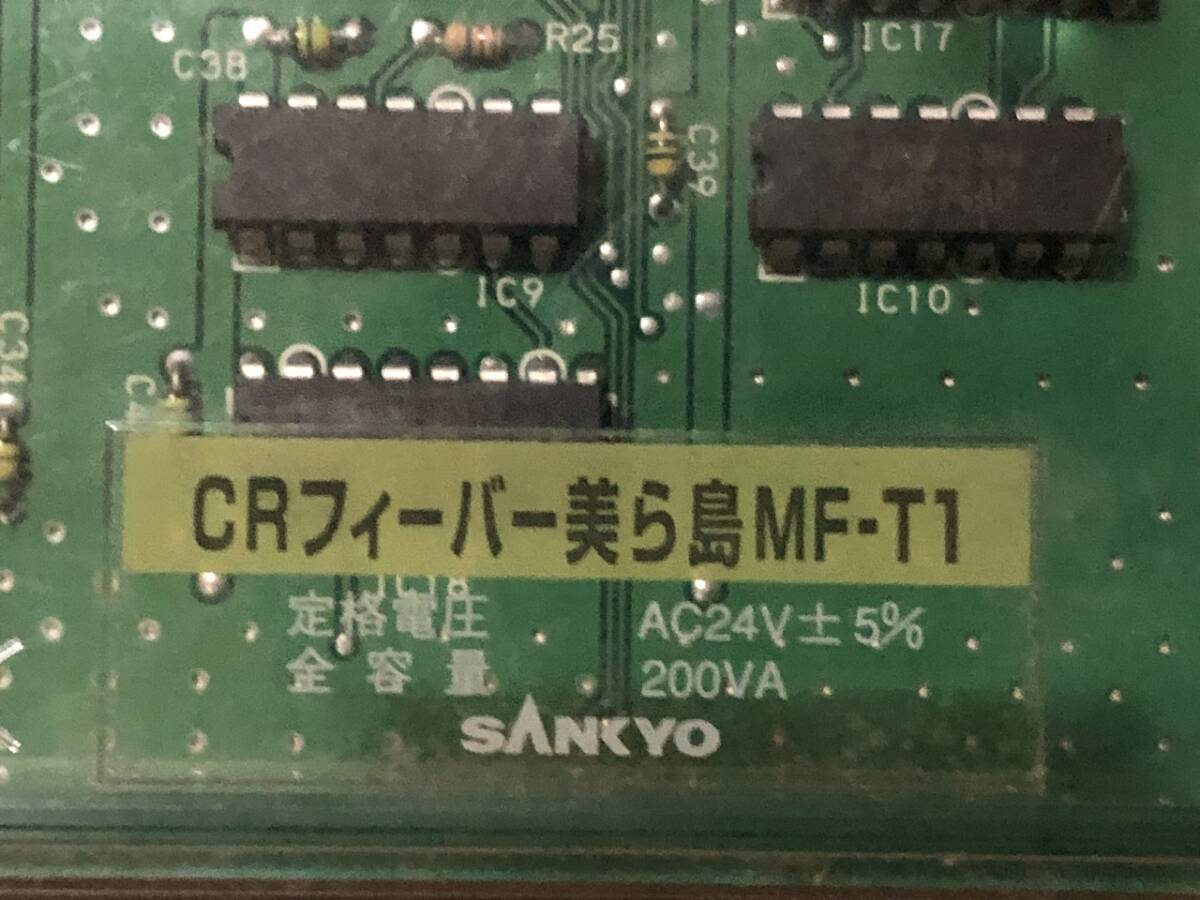 C38
R25
IC17
C39
IC9
IC10
C34
CRフィーバー美ら島MF-T1
IC18
定格電圧 AC24V±5%
全容量 200VA
SANKYO